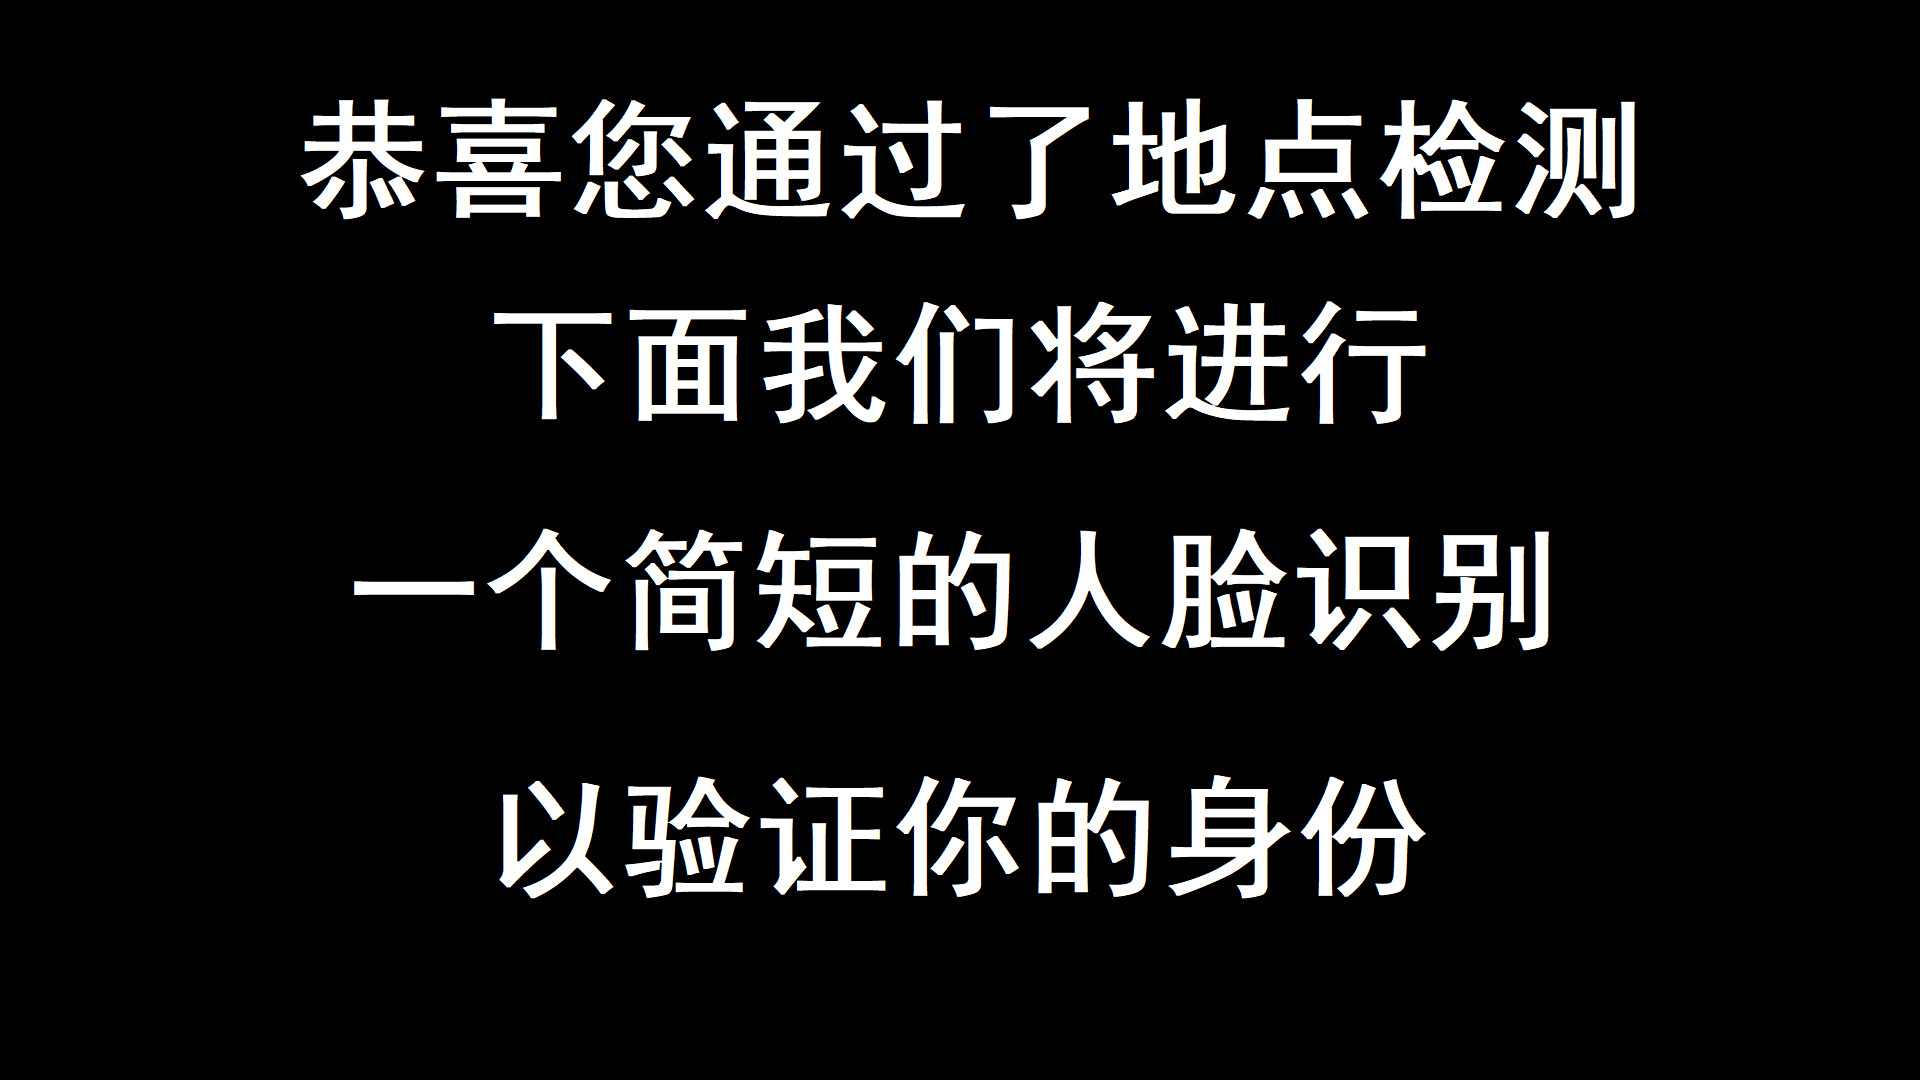 恭喜您通过了地点检测
下面我们将进行
一个简短的人脸识别
以验证你的身份